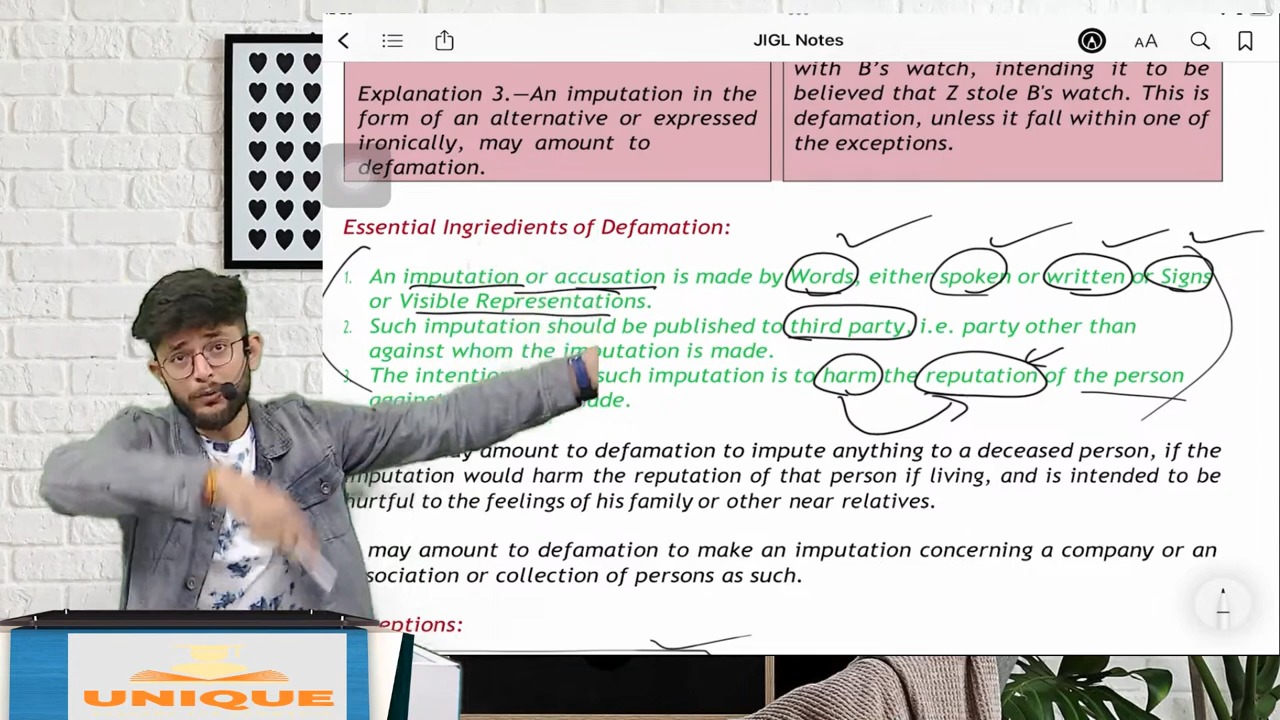 JIGL Notes
AA
Explanation 3.—An imputation in the
form of an alternative or expressed
ironically, may amount to
defamation.
with B's watch, intending it to be
believed that Z stole B's watch. This is
defamation, unless it fall within one of
the exceptions.
Essential Ingriedients of Defamation:
1. An imputation or accusation is made by Words, either spoken or written or Signs
or Visible Representations.
2. Such imputation should be published to third party, i.e. party other than
against whom the imputation is made.
The such imputation is to harm the reputation of the person
amount to defamation to impute anything to a deceased person, if the
imputation would harm the reputation of that person if living, and is intended to be
hurtful to the feelings of his family or other near relatives.
may amount to defamation to make an imputation concerning a company or an
sociation or collection of persons as such.
eptions:
UNIQUE